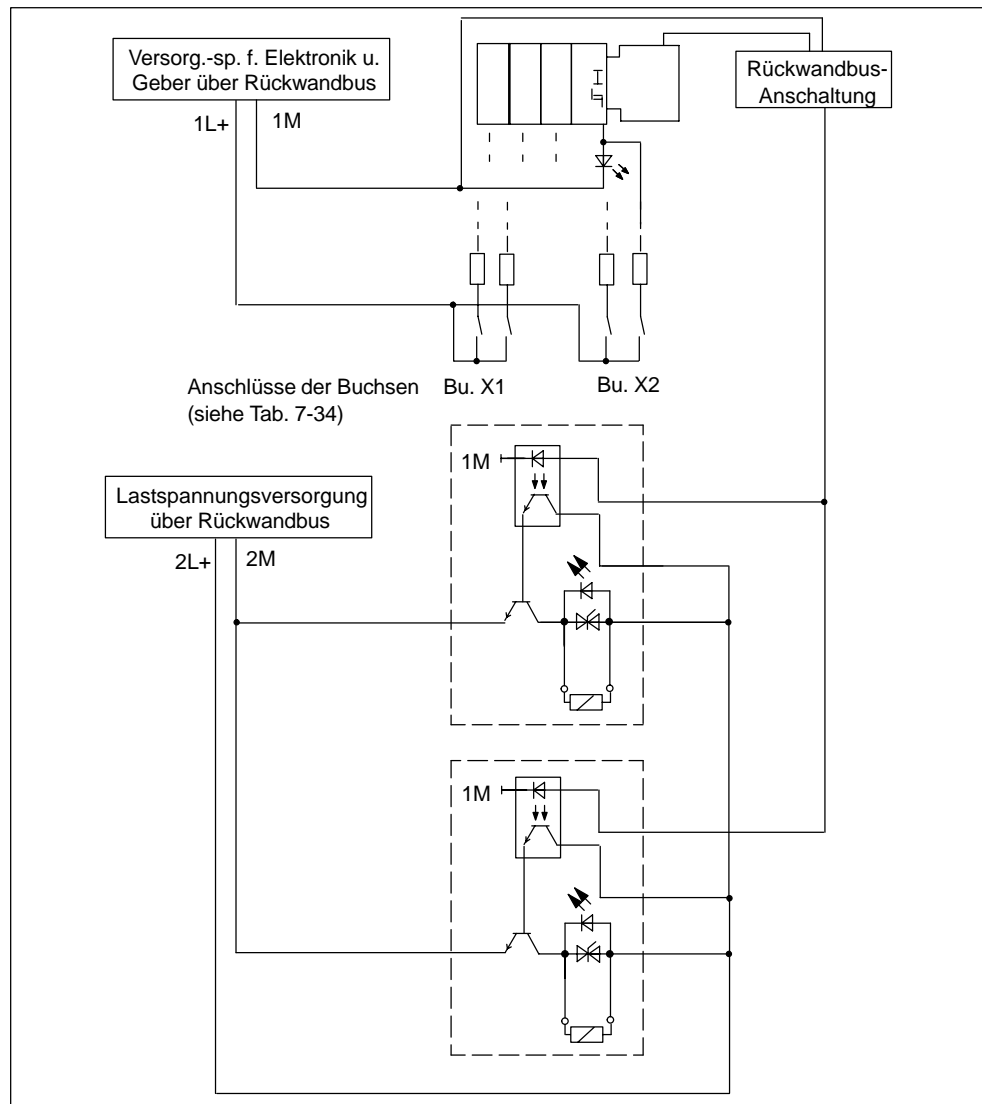 Versorg.-sp. f. Elektronik u.
Geber über Rückwandbus
Rückwandbus-
Anschaltung
1L+
1M
Anschlüsse der Buchsen
(siehe Tab. 7-34)
Bu. X1
Bu. X2
1M
Lastspannungsversorgung
über Rückwandbus
2L+
2M
1M